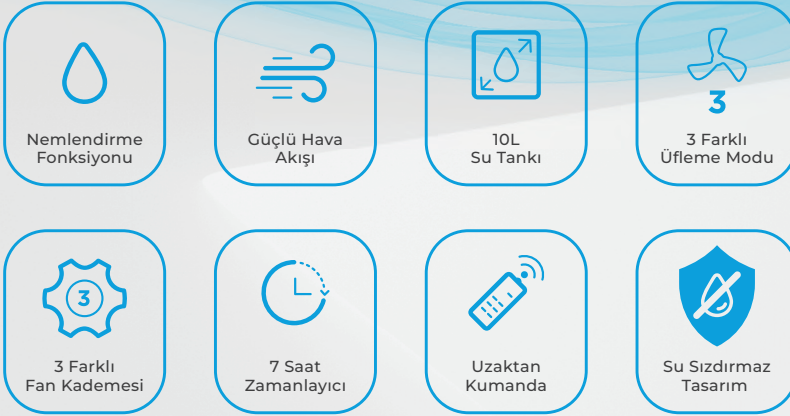 Nemlendirme
Fonksiyonu
Güçlü Hava
Akışı
10L
Su Tankı
3
3 Farklı
Üfleme Modu
3
3 Farklı
Fan Kademesi
7 Saat
Zamanlayıcı
Uzaktan
Kumanda
Su Sızdırmaz
Tasarım